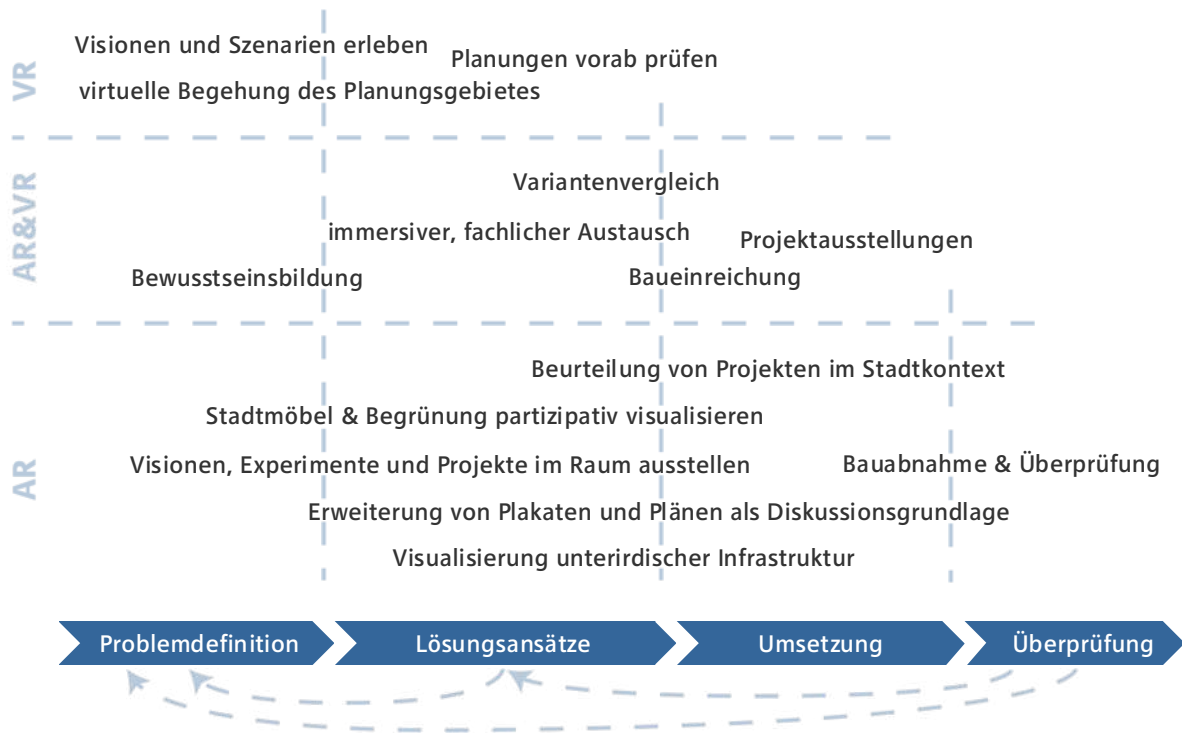 VR
Visionen und Szenarien erleben
Planungen vorab prüfen
virtuelle Begehung des Planungsgebietes
AR&VR
Variantenvergleich
immersiver, fachlicher Austausch
Projektausstellungen
Bewusstseinsbildung
Baueinreichung
AR
Beurteilung von Projekten im Stadtkontext
Stadtmöbel & Begrünung partizipativ visualisieren
Visionen, Experimente und Projekte im Raum ausstellen
Bauabnahme & Überprüfung
Erweiterung von Plakaten und Plänen als Diskussionsgrundlage
Visualisierung unterirdischer Infrastruktur
Problemdefinition
Lösungsansätze
Umsetzung
Überprüfung